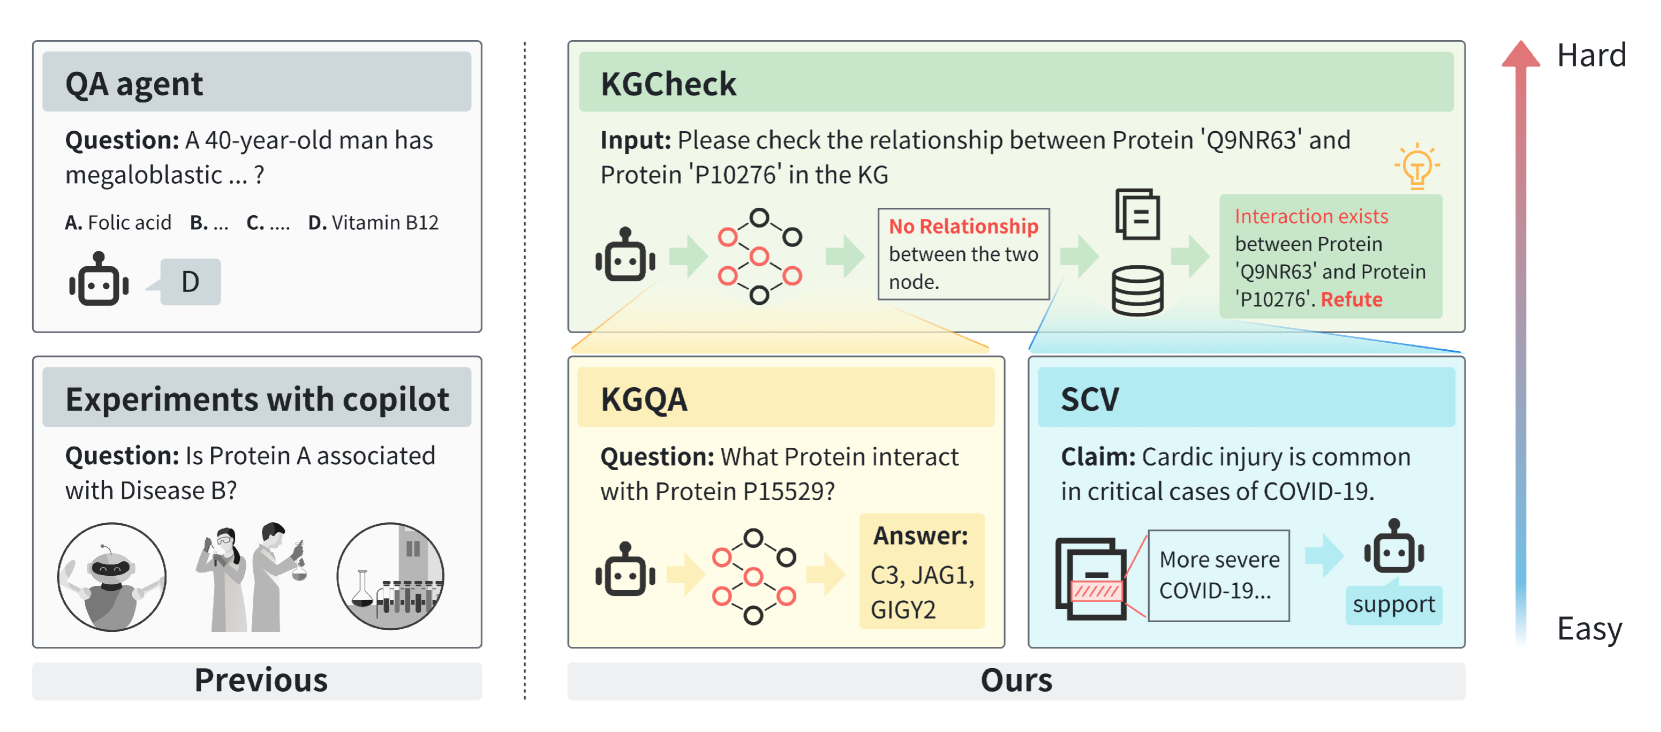 QA agent
Question: A 40-year-old man has
megaloblastic ... ?
A. Folic acid B. ... C. .... D. Vitamin B12
D
Experiments with copilot
Question: Is Protein A associated
with Disease B?
Previous
KGCheck
Input: Please check the relationship between Protein 'Q9NR63' and
Protein 'P10276' in the KG
No Relationship
between the two
node.
Interaction exists
between Protein
'Q9NR63' and Protein
'P10276'. Refute
KGQA
Question: What Protein interact
with Protein P15529?
Answer:
C3, JAG1,
GIGY2
SCV
Claim: Cardic injury is common
in critical cases of COVID-19.
More severe
COVID-19...
support
Ours
Hard
Easy